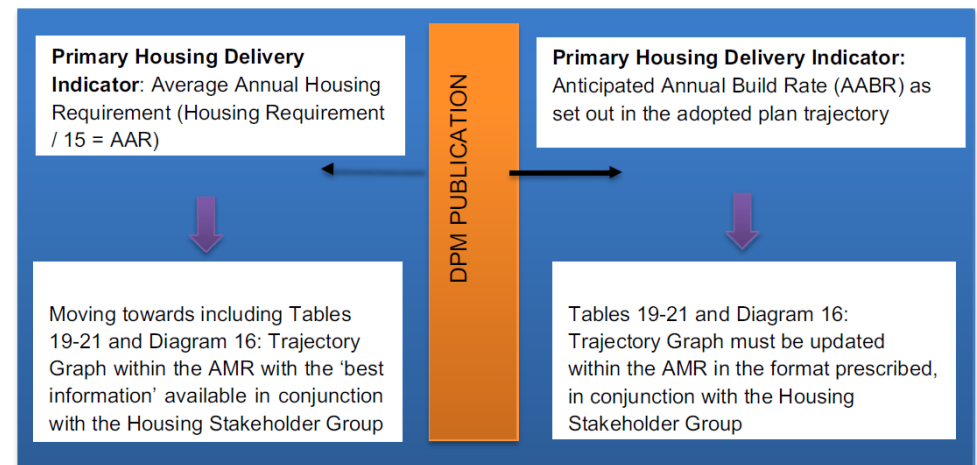 Primary Housing Delivery
Indicator: Average Annual Housing
Requirement (Housing Requirement
/ 15 = AAR)
Moving towards including Tables
19-21 and Diagram 16: Trajectory
Graph within the AMR with the ‘best
information’ available in conjunction
with the Housing Stakeholder Group
DPM PUBLICATION
Primary Housing Delivery Indicator:
Anticipated Annual Build Rate (AABR) as
set out in the adopted plan trajectory
Tables 19-21 and Diagram 16:
Trajectory Graph must be updated
within the AMR in the format prescribed,
in conjunction with the Housing
Stakeholder Group